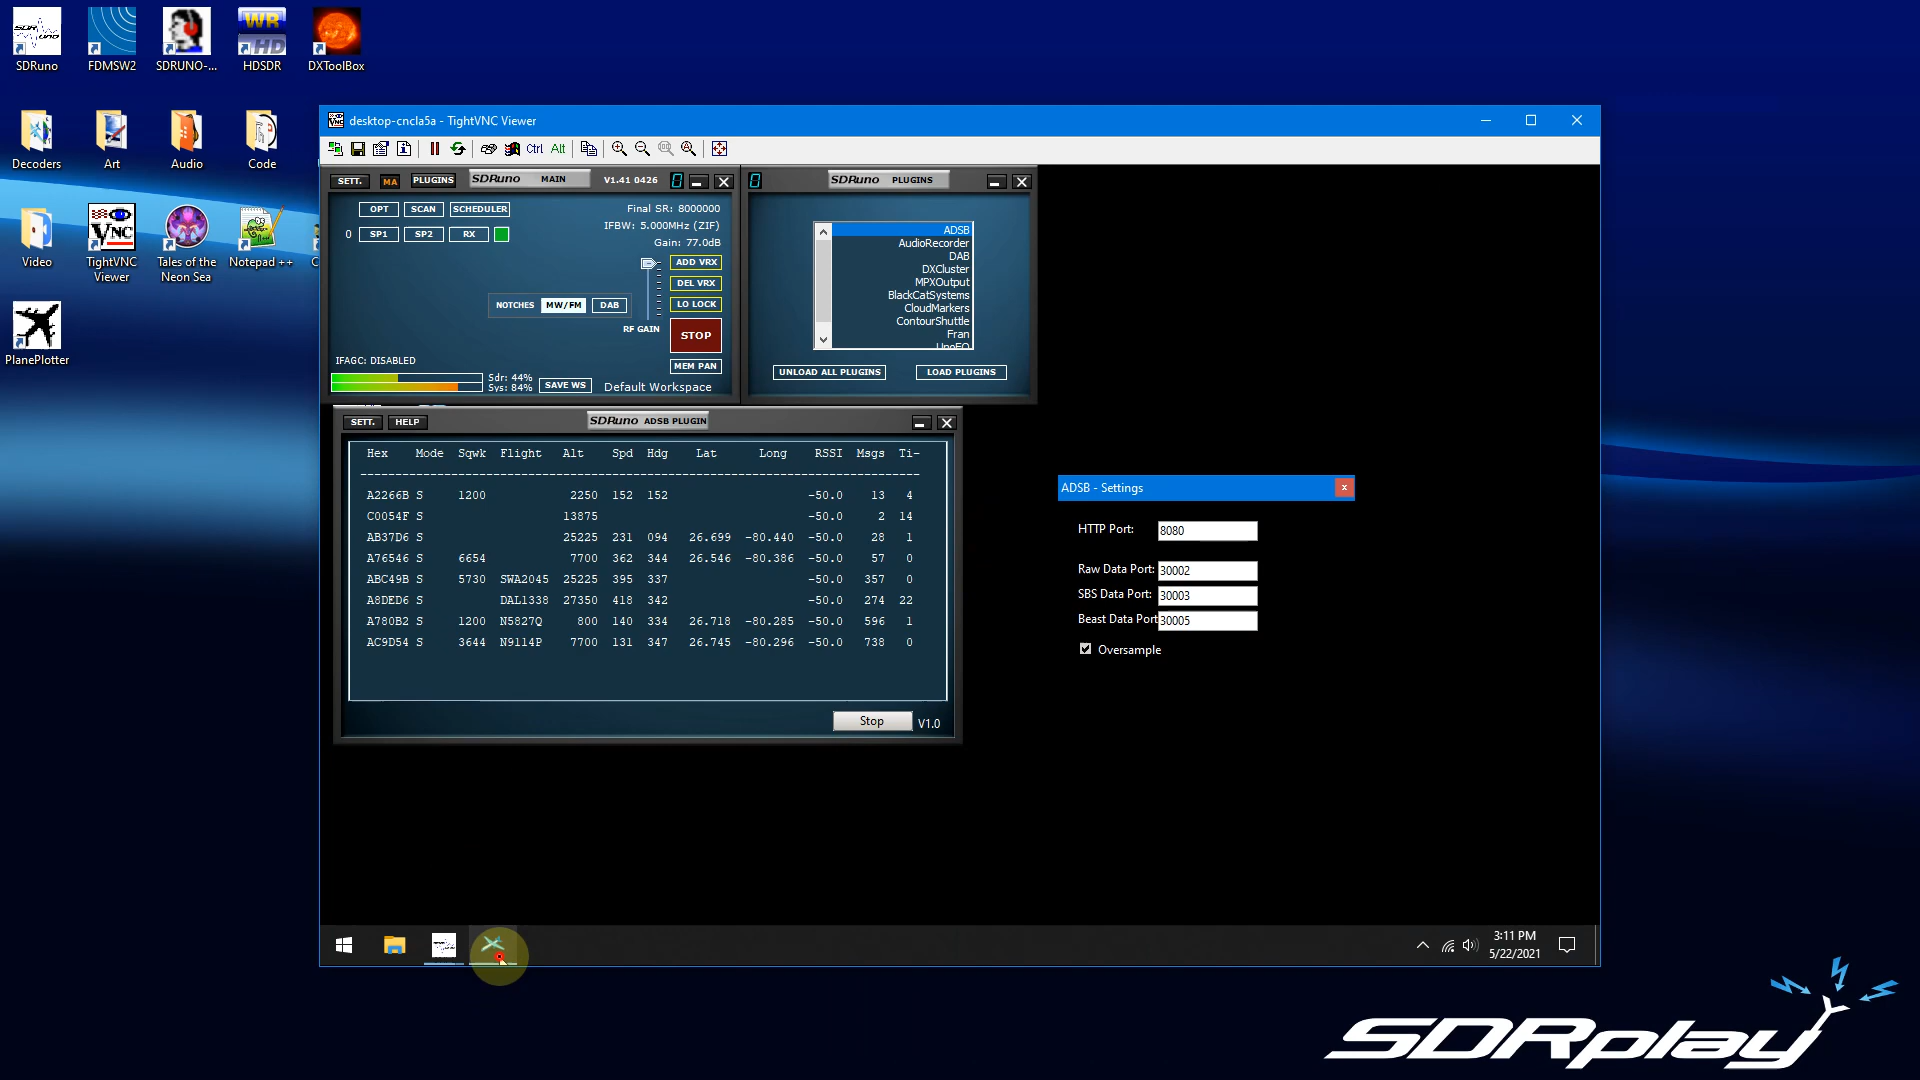 SDRuno
FDMSW2
SDRUNO-...
WR
HD
HDSDR
DXToolBox
Decoders
Art
Audio
Code
Video
VNC
TightVNC
Viewer
Tales of the
Neon Sea
Notepad ++
C
PlanePlotter
desktop-cncla5a - TightVNC Viewer
Ctrl Alt
SETT. MA PLUGINS SDRuno MAIN V1.41 0426 0
OPT SCAN SCHEDULER
Final SR: 8000000
IFBW: 5.000MHz (ZIF)
0 SP1 SP2 RX
Gain: 77.0dB
ADD VRX
DEL VRX
NOTCHES MW/FM DAB
LO LOCK
RF GAIN
STOP
IFAGC: DISABLED
MEM PAN
Sdr: 44%
Sys: 84%
SAVE WS
Default Workspace
0 SDRuno PLUGINS
ADSB
AudioRecorder
DAB
DXCluster
MPXOutput
BlackCatSystems
CloudMarkers
ContourShuttle
Fran
UnoEQ
UNLOAD ALL PLUGINS LOAD PLUGINS
SETT. HELP SDRuno ADSB PLUGIN
Hex Mode Sqwk Flight Alt Spd Hdg Lat Long RSSI Msgs Ti-
A2266B S 1200 2250 152 152 -50.0 13 4
C0054F S 13875 -50.0 2 14
AB37D6 S 25225 231 094 26.699 -80.440 -50.0 28 1
A76546 S 6654 7700 362 344 26.546 -80.386 -50.0 57 0
ABC49B S 5730 SWA2045 25225 395 337 -50.0 357 0
A8DED6 S DAL1338 27350 418 342 -50.0 274 22
A780B2 S 1200 N5827Q 800 140 334 26.718 -80.285 -50.0 596 1
AC9D54 S 3644 N9114P 7700 131 347 26.745 -80.296 -50.0 738 0
Stop V1.0
ADSB - Settings
HTTP Port: 8080
Raw Data Port: 30002
SBS Data Port: 30003
Beast Data Port 30005
Oversample
3:11 PM
5/22/2021
SDRplay